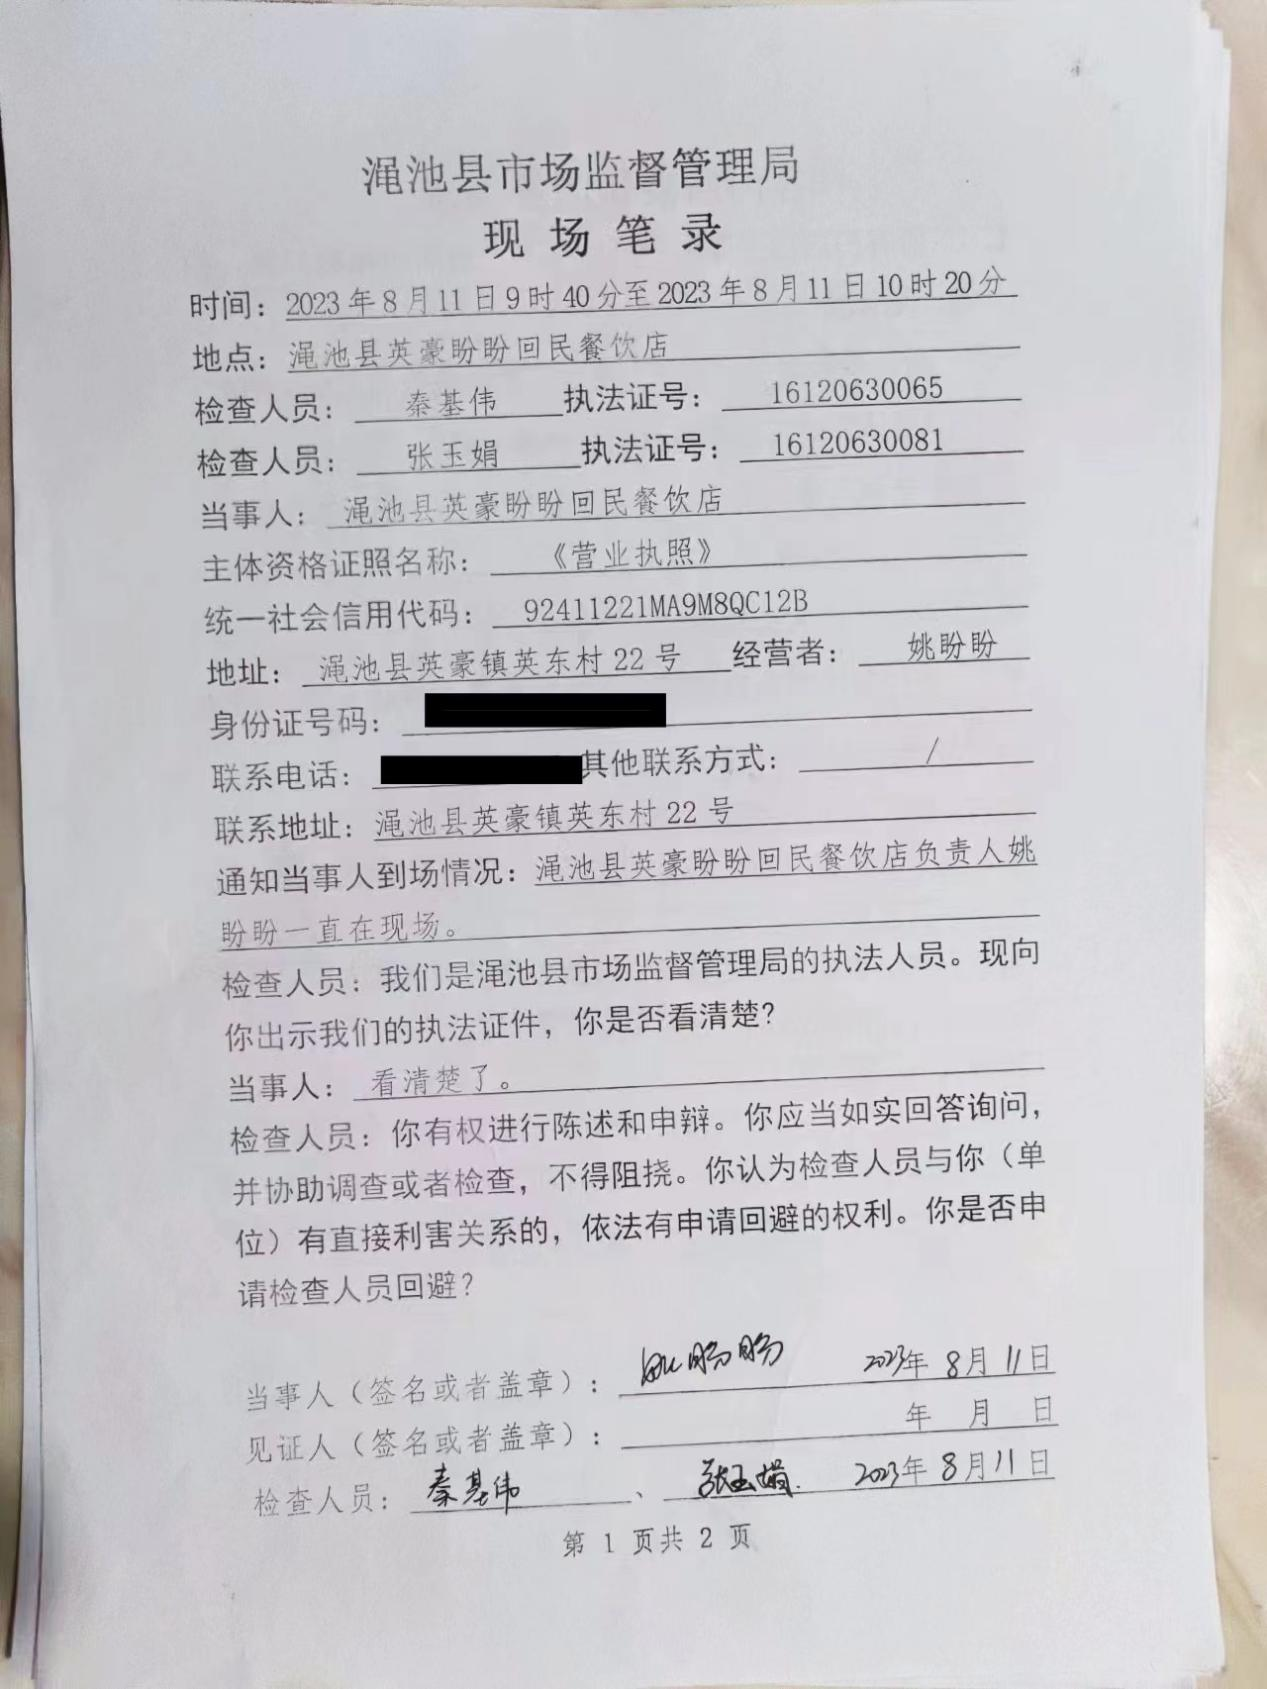 渑池县市场监督管理局
现场笔录
时间：2023年8月11日9时40分至2023年8月11日10时20分
地点：渑池县英豪盼盼回民餐饮店
检查人员：秦基伟 执法证号：16120630065
检查人员：张玉娟 执法证号：16120630081
当事人：渑池县英豪盼盼回民餐饮店
主体资格证照名称：《营业执照》
统一社会信用代码：92411221MA9M8QC12B
地址：渑池县英豪镇英东村22号 经营者：姚盼盼
身份证号码：
联系电话： 其他联系方式：/
联系地址：渑池县英豪镇英东村22号
通知当事人到场情况：渑池县英豪盼盼回民餐饮店负责人姚
盼盼一直在现场。
检查人员：我们是渑池县市场监督管理局的执法人员。现向
你出示我们的执法证件，你是否看清楚？
当事人：看清楚了。
检查人员：你有权进行陈述和申辩。你应当如实回答询问，
并协助调查或者检查，不得阻挠。你认为检查人员与你（单
位）有直接利害关系的，依法有申请回避的权利。你是否申
请检查人员回避？
当事人（签名或者盖章）：姚盼盼 2023年8月11日
见证人（签名或者盖章）： 年 月 日
检查人员：秦基伟、张玉娟 2023年8月11日
第1页共2页